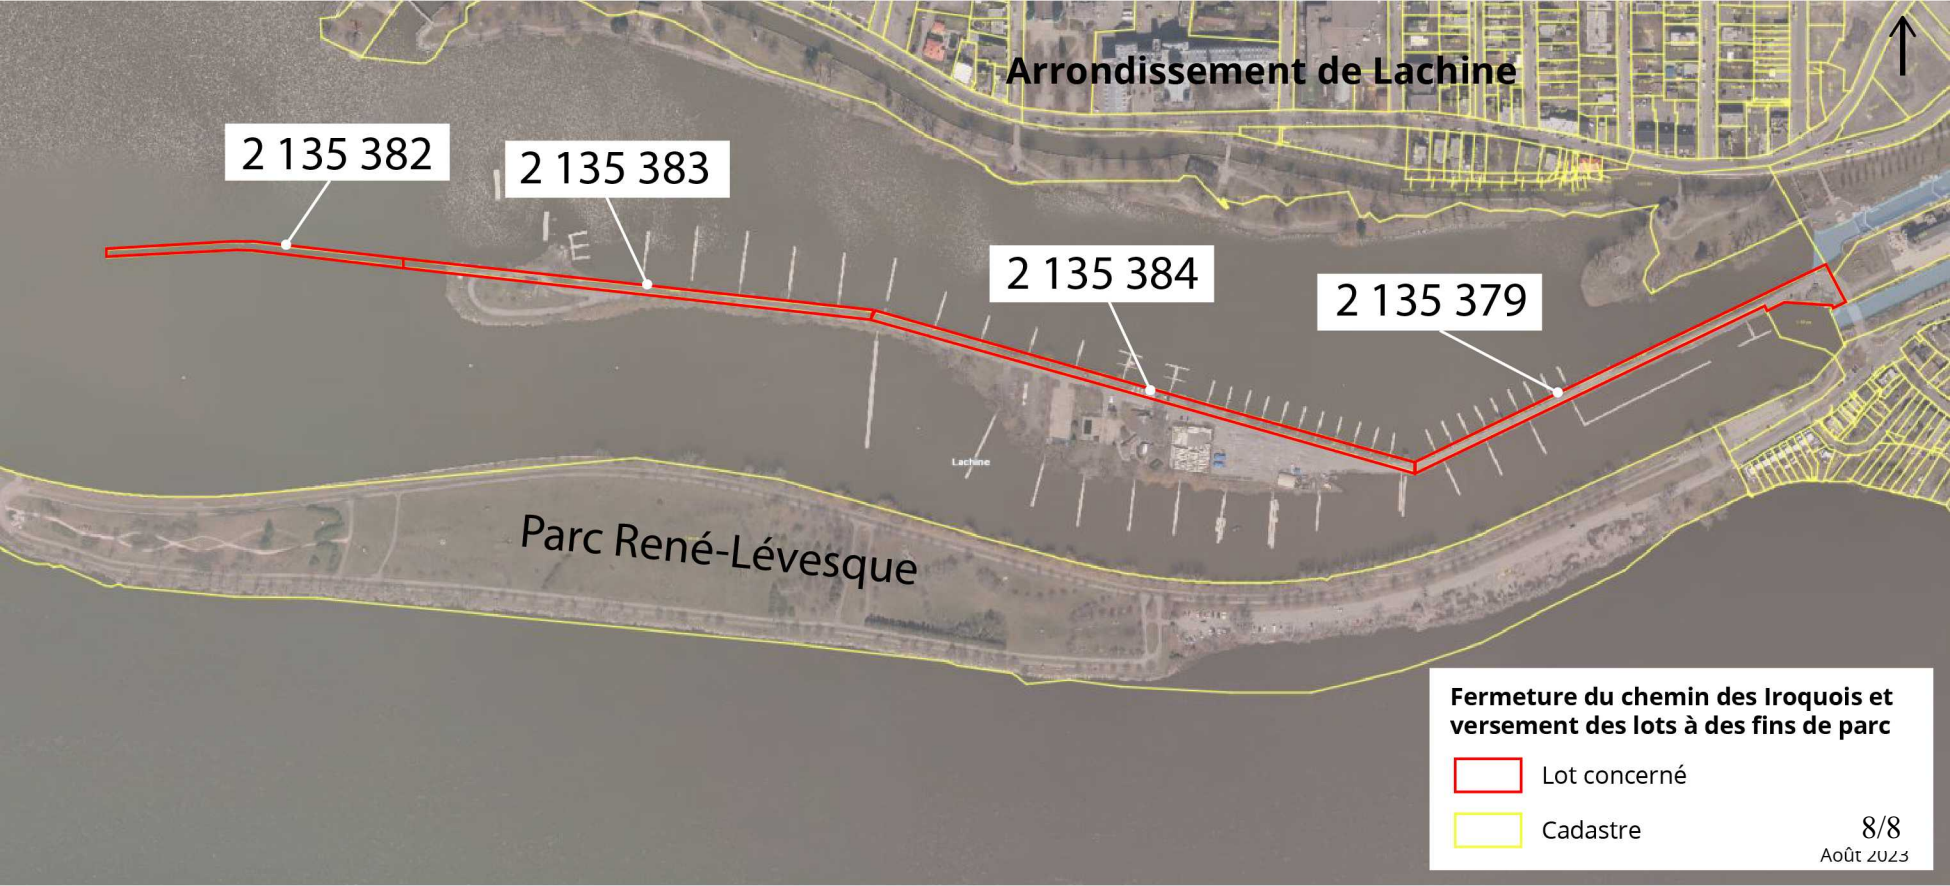 Arrondissement de Lachine
2 135 382
2 135 383
2 135 384
2 135 379
Lachine
Parc René-Lévesque
Fermeture du chemin des Iroquois et
versement des lots à des fins de parc
Lot concerné
Cadastre
8/8
Août 2023